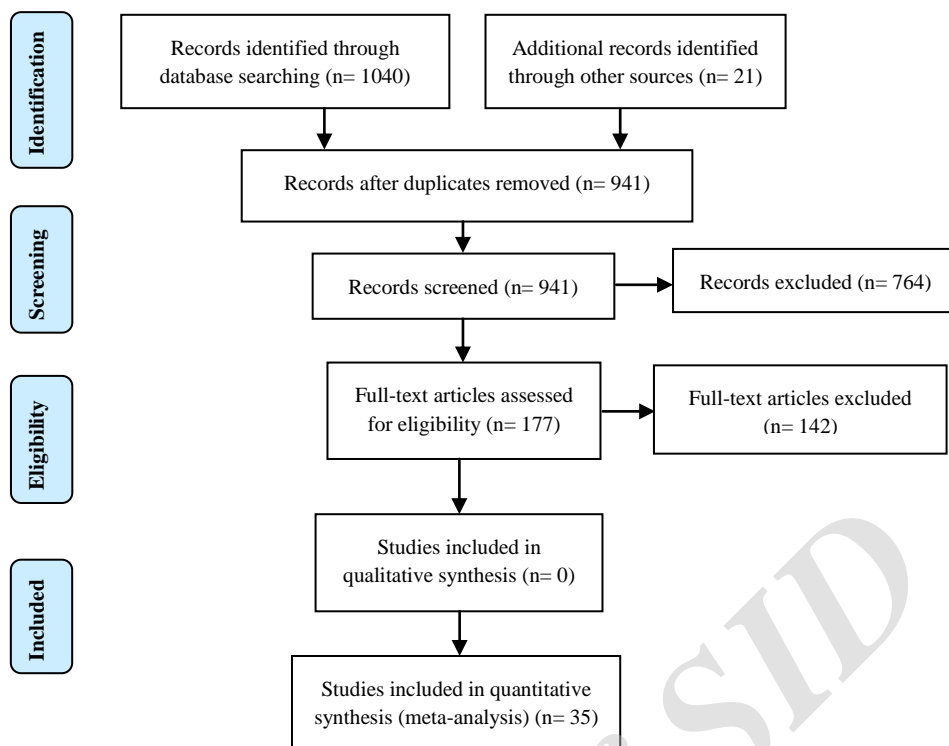 Identification
Records identified through
database searching (n= 1040)
Additional records identified
through other sources (n= 21)
Records after duplicates removed (n= 941)
Screening
Records screened (n= 941)
Records excluded (n= 764)
Eligibility
Full-text articles assessed
for eligibility (n= 177)
Full-text articles excluded
(n= 142)
Included
Studies included in
qualitative synthesis (n= 0)
Studies included in quantitative
synthesis (meta-analysis) (n= 35)
SID